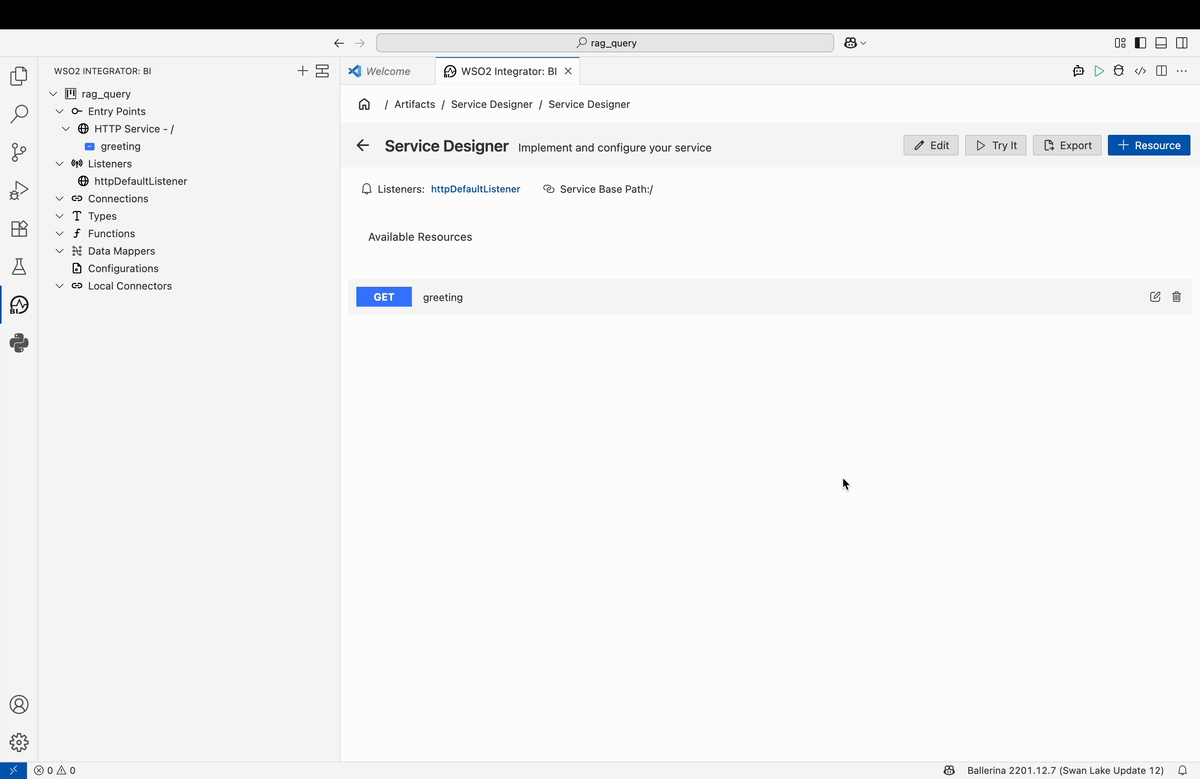 rag_query
WSO2 INTEGRATOR: BI
Welcome
WSO2 Integrator: BI
rag_query
Entry Points
HTTP Service - /
greeting
Listeners
httpDefaultListener
Connections
Types
Functions
Data Mappers
Configurations
Local Connectors
/ Artifacts / Service Designer / Service Designer
Service Designer Implement and configure your service
Edit
Try It
Export
Resource
Listeners: httpDefaultListener
Service Base Path:/
Available Resources
GET greeting
BI
0 0
Ballerina 2201.12.7 (Swan Lake Update 12)